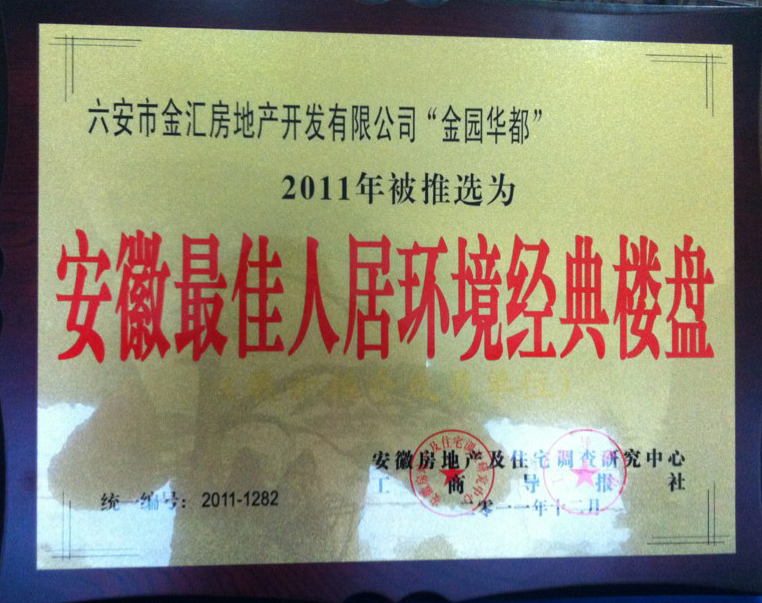 六安市金汇房地产开发有限公司“金园华都”
2011年被推选为
安徽最佳人居环境经典楼盘
安徽房地产及住宅调查研究中心
工商导报社
统一编号：2011-1282
二零一一年十二月